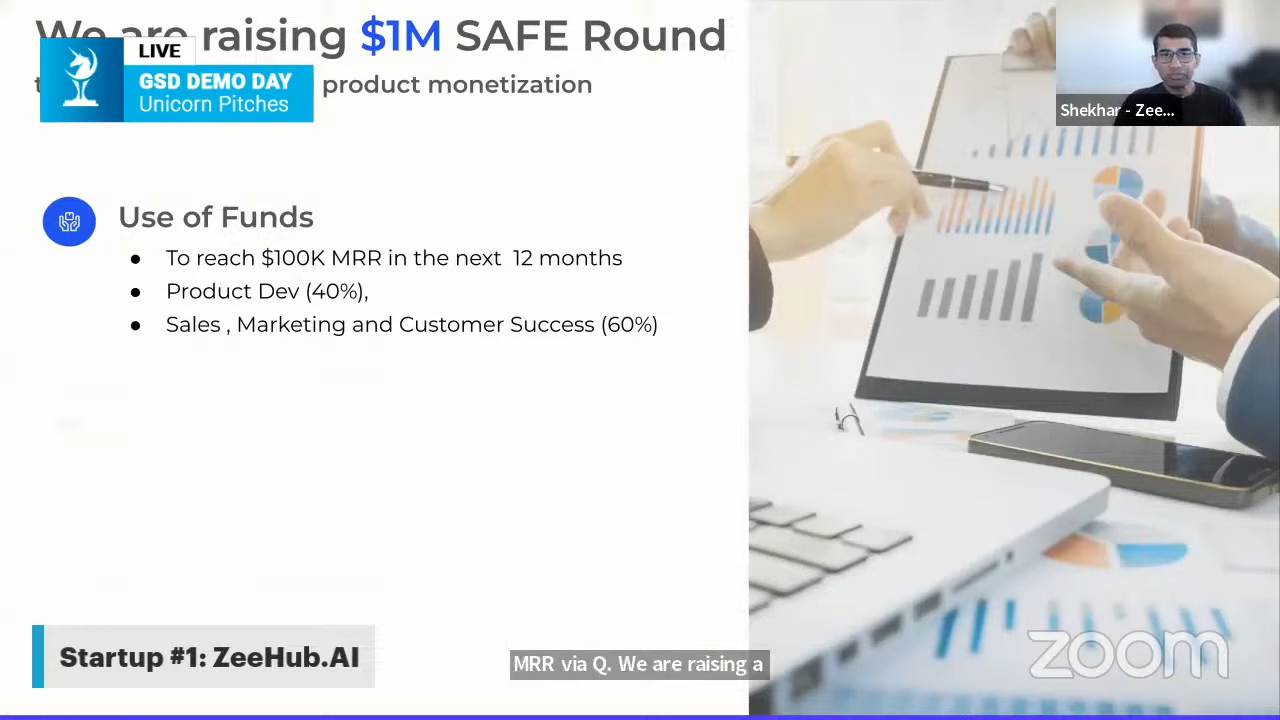 We are raising $1M SAFE Round
product monetization
LIVE
GSD DEMO DAY
Unicorn Pitches
Shekhar - Zee...
Use of Funds
● To reach $100K MRR in the next 12 months
● Product Dev (40%),
● Sales , Marketing and Customer Success (60%)
Startup #1: ZeeHub.AI
MRR via Q. We are raising a
zoom